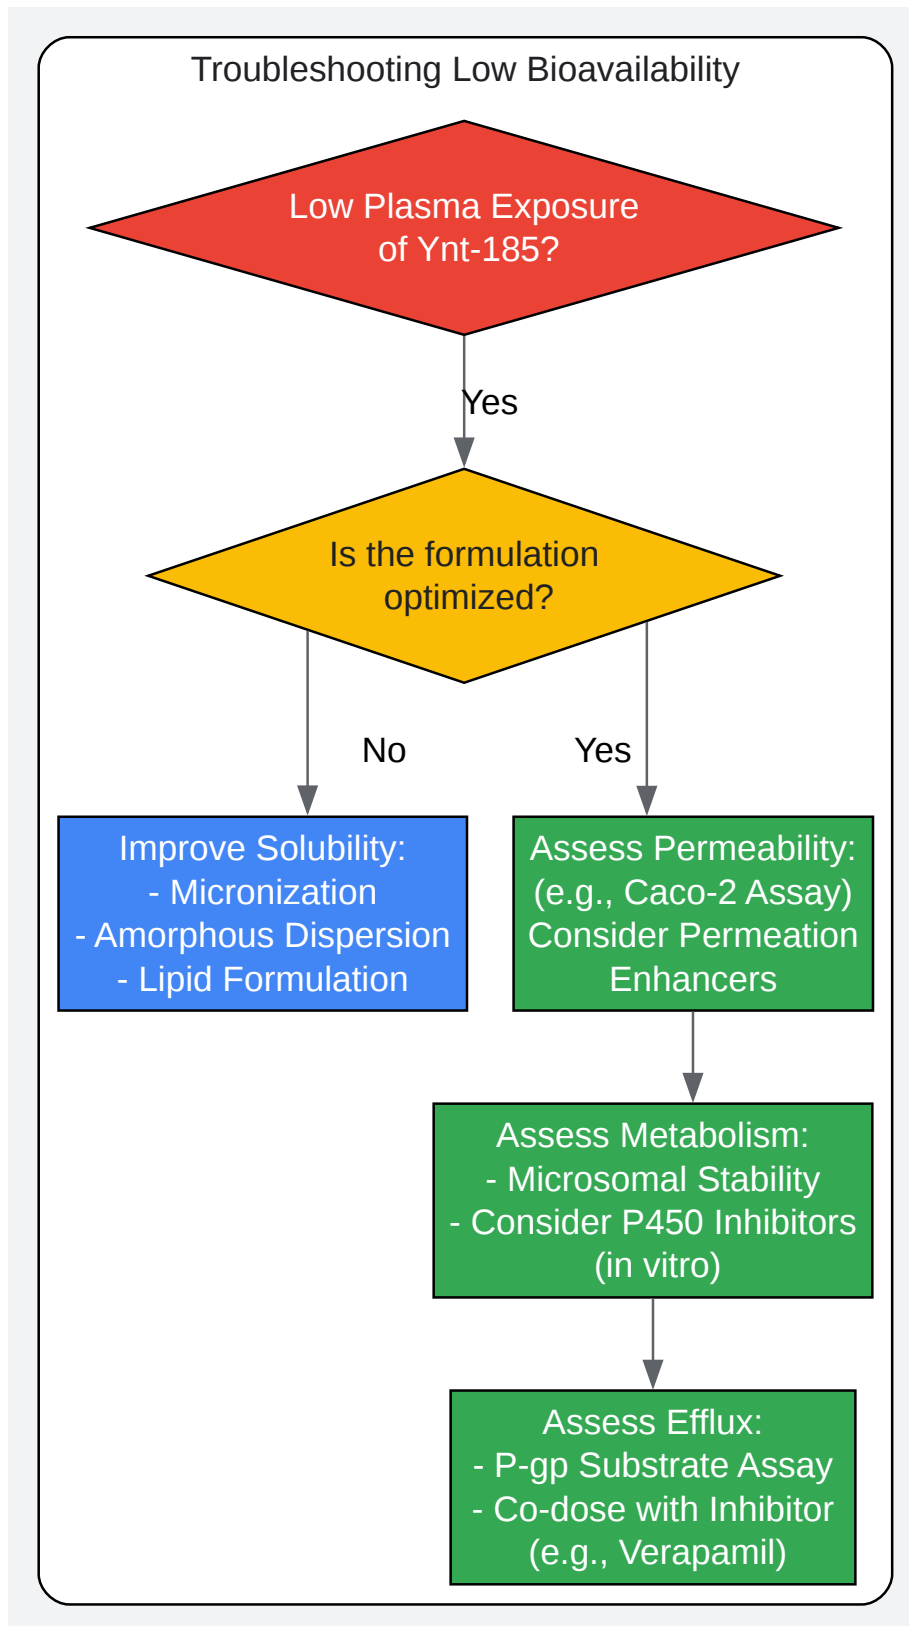 Troubleshooting Low Bioavailability
Low Plasma Exposure
of Ynt-185?
Yes
Is the formulation
optimized?
No
Yes
Improve Solubility:
- Micronization
- Amorphous Dispersion
- Lipid Formulation
Assess Permeability:
(e.g., Caco-2 Assay)
Consider Permeation
Enhancers
Assess Metabolism:
- Microsomal Stability
- Consider P450 Inhibitors
(in vitro)
Assess Efflux:
- P-gp Substrate Assay
- Co-dose with Inhibitor
(e.g., Verapamil)